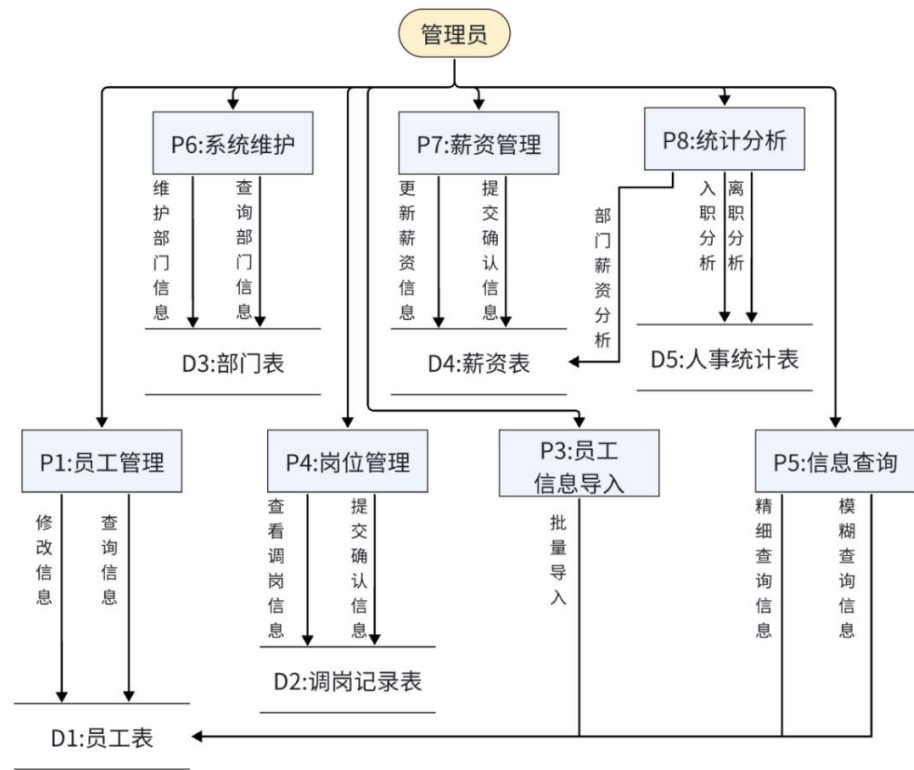 管理员
P6:系统维护
P7:薪资管理
P8:统计分析
维护部门信息
查询部门信息
更新薪资信息
提交确认信息
部门薪资分析
入职分析
离职分析
D3:部门表
D4:薪资表
D5:人事统计表
P1:员工管理
P4:岗位管理
P3:员工
信息导入
P5:信息查询
修改信息
查询信息
查看调岗信息
提交确认信息
批量导入
精细查询信息
模糊查询信息
D2:调岗记录表
D1:员工表